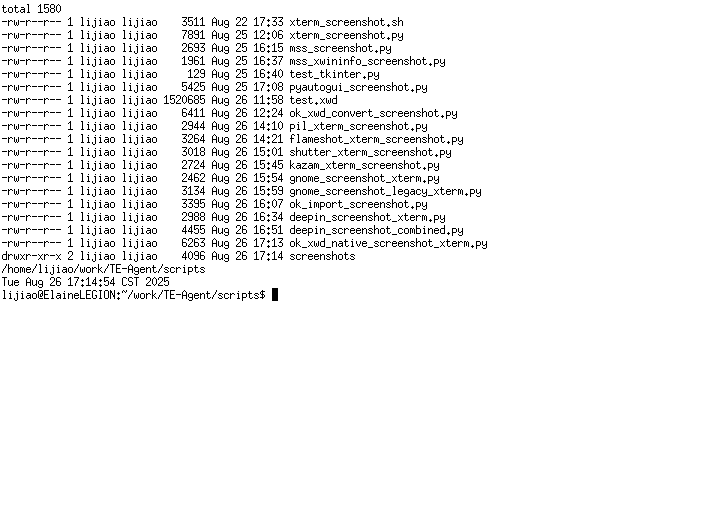 total 1580
-rw-r--r-- 1 lijiao lijiao    3511 Aug 22 17:33 xterm_screenshot.sh
-rw-r--r-- 1 lijiao lijiao    7891 Aug 25 12:06 xterm_screenshot.py
-rw-r--r-- 1 lijiao lijiao    2693 Aug 25 16:15 mss_screenshot.py
-rw-r--r-- 1 lijiao lijiao    1961 Aug 25 16:37 mss_xwininfo_screenshot.py
-rw-r--r-- 1 lijiao lijiao     129 Aug 25 16:40 test_tkinter.py
-rw-r--r-- 1 lijiao lijiao    5425 Aug 25 17:08 pyautogui_screenshot.py
-rw-r--r-- 1 lijiao lijiao 1520685 Aug 26 11:58 test.xwd
-rw-r--r-- 1 lijiao lijiao    6411 Aug 26 12:24 ok_xwd_convert_screenshot.py
-rw-r--r-- 1 lijiao lijiao    2944 Aug 26 14:10 pil_xterm_screenshot.py
-rw-r--r-- 1 lijiao lijiao    3264 Aug 26 14:21 flameshot_xterm_screenshot.py
-rw-r--r-- 1 lijiao lijiao    3018 Aug 26 15:01 shutter_xterm_screenshot.py
-rw-r--r-- 1 lijiao lijiao    2724 Aug 26 15:45 kazam_xterm_screenshot.py
-rw-r--r-- 1 lijiao lijiao    2462 Aug 26 15:54 gnome_screenshot_xterm.py
-rw-r--r-- 1 lijiao lijiao    3134 Aug 26 15:59 gnome_screenshot_legacy_xterm.py
-rw-r--r-- 1 lijiao lijiao    3395 Aug 26 16:07 ok_import_screenshot.py
-rw-r--r-- 1 lijiao lijiao    2988 Aug 26 16:34 deepin_screenshot_xterm.py
-rw-r--r-- 1 lijiao lijiao    4455 Aug 26 16:51 deepin_screenshot_combined.py
-rw-r--r-- 1 lijiao lijiao    6263 Aug 26 17:13 ok_xwd_native_screenshot_xterm.py
drwxr-xr-x 2 lijiao lijiao    4096 Aug 26 17:14 screenshots
/home/lijiao/work/TE-Agent/scripts
Tue Aug 26 17:14:54 CST 2025
lijiao@ElaineLEGION:~/work/TE-Agent/scripts$